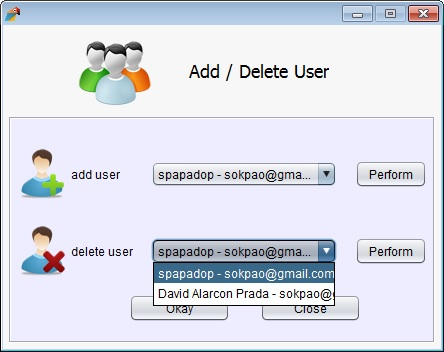 Add / Delete User
add user
spapadop - sokpao@gma...
Perform
delete user
spapadop - sokpao@gma...
Perform
spapadop - sokpao@gmail.com
David Alarcon Prada - sokpao@g
Okay
Close